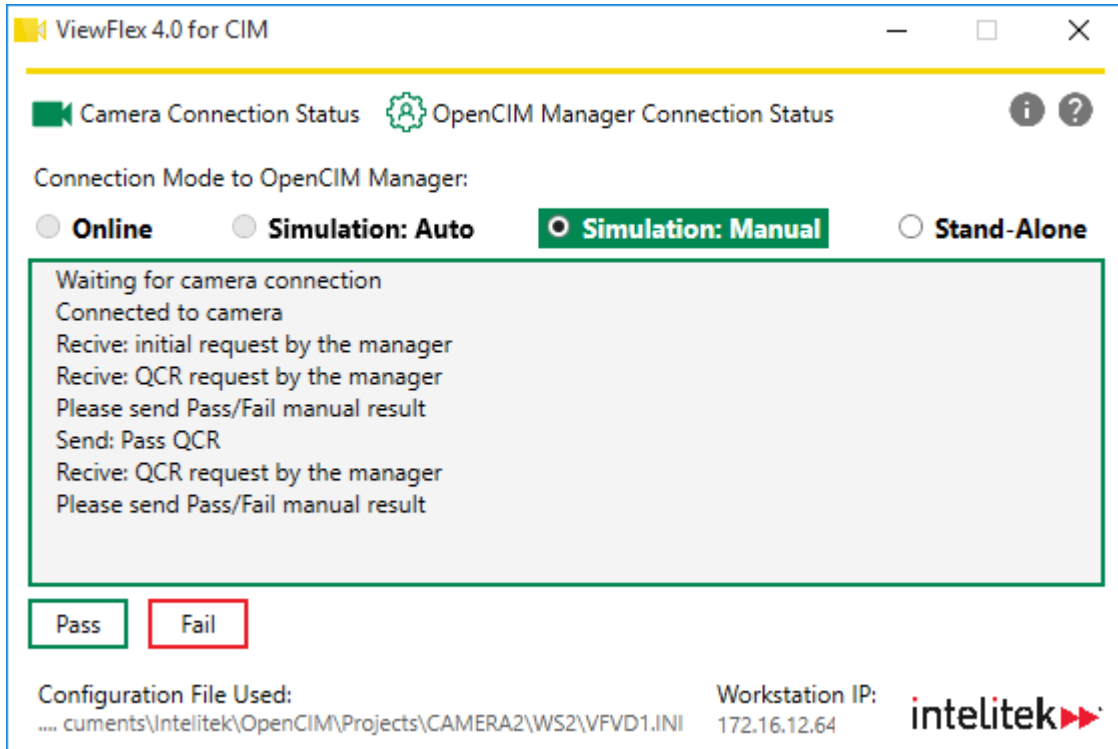 ViewFlex 4.0 for CIM
Camera Connection Status OpenCIM Manager Connection Status
Connection Mode to OpenCIM Manager:
Online Simulation: Auto Simulation: Manual Stand-Alone
Waiting for camera connection
Connected to camera
Recive: initial request by the manager
Recive: QCR request by the manager
Please send Pass/Fail manual result
Send: Pass QCR
Recive: QCR request by the manager
Please send Pass/Fail manual result
Pass Fail
Configuration File Used: Workstation IP:
.... cuments\Intelitek\OpenCIM\Projects\CAMERA2\WS2\VFVD1.INI 172.16.12.64
intelitek